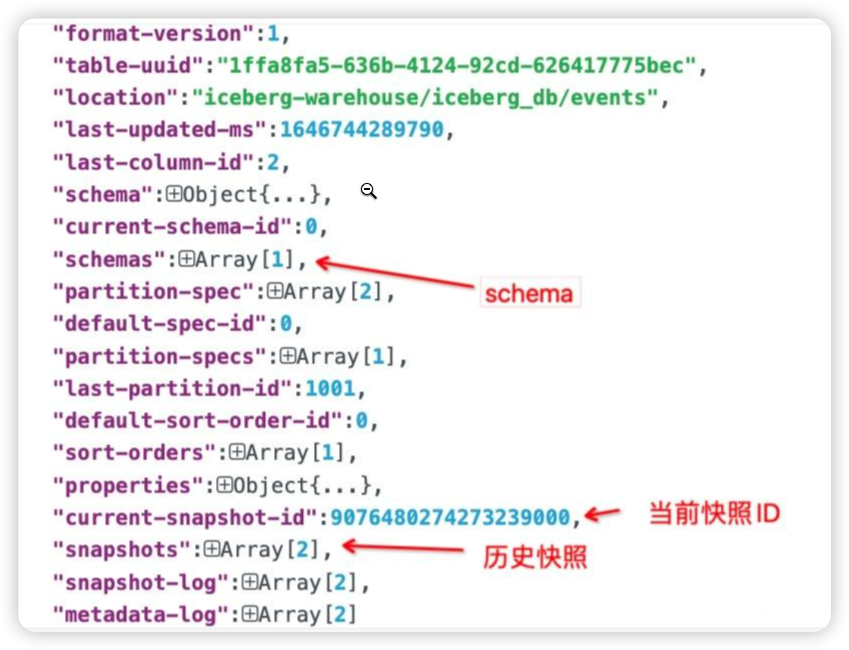 "format-version":1,
"table-uuid":"1ffa8fa5-636b-4124-92cd-626417775bec",
"location":"iceberg-warehouse/iceberg_db/events",
"last-updated-ms":1646744289790,
"last-column-id":2,
"schema":Object{...},
"current-schema-id":0,
"schemas":Array[1],
schema
"partition-spec":Array[2],
"default-spec-id":0,
"partition-specs":Array[1],
"last-partition-id":1001,
"default-sort-order-id":0,
"sort-orders":Array[1],
"properties":Object{...},
"current-snapshot-id":9076480274273239000,
当前快照ID
"snapshots":Array[2],
历史快照
"snapshot-log":Array[2],
"metadata-log":Array[2]